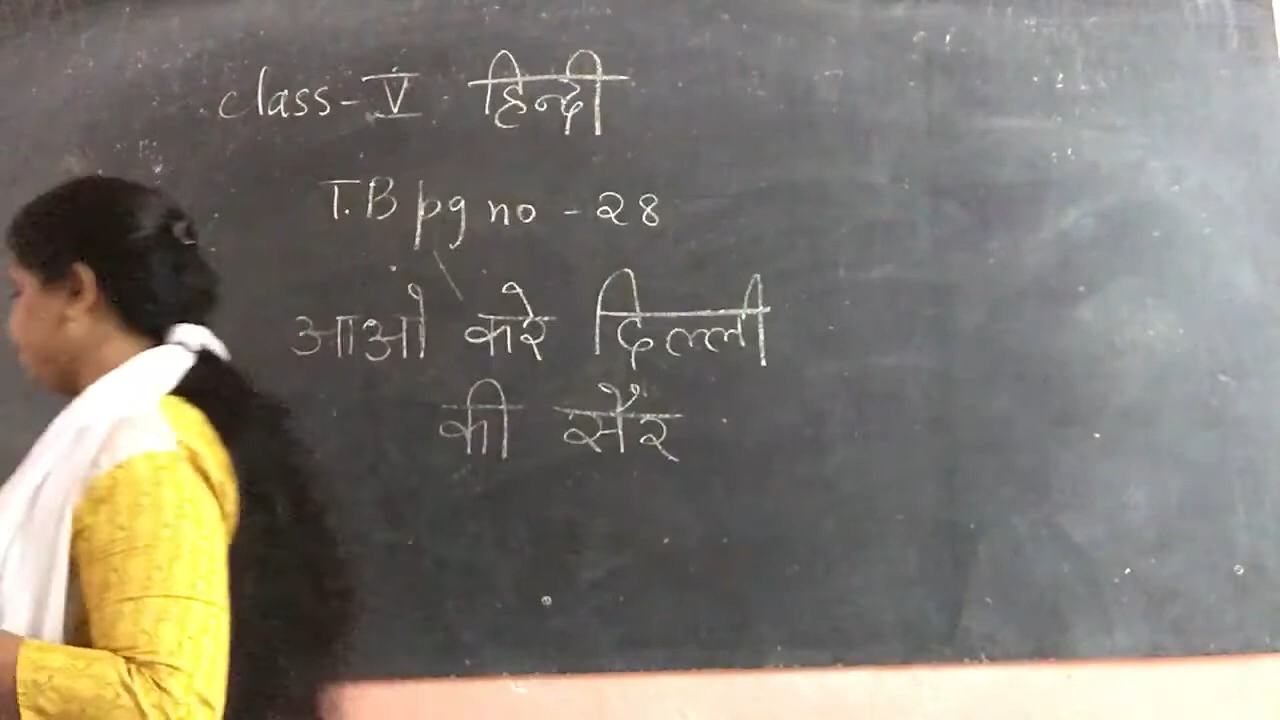 class-V हिन्दी
T.B pg no - 28
आओ करे दिल्ली
की सैर